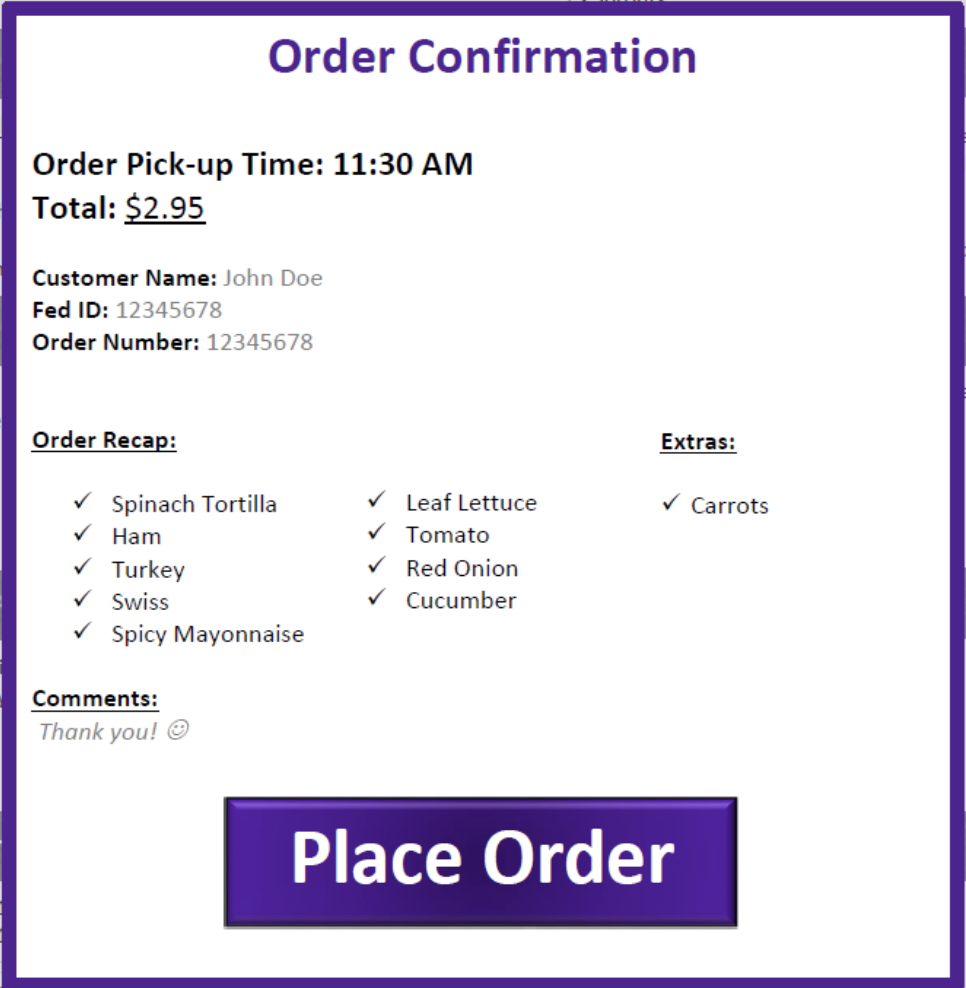 Order Confirmation
Order Pick-up Time: 11:30 AM
Total: $2.95
Customer Name: John Doe
Fed ID: 12345678
Order Number: 12345678
Order Recap:
✓ Spinach Tortilla
✓ Ham
✓ Turkey
✓ Swiss
✓ Spicy Mayonnaise
✓ Leaf Lettuce
✓ Tomato
✓ Red Onion
✓ Cucumber
Extras:
✓ Carrots
Comments:
Thank you! ☺
Place Order